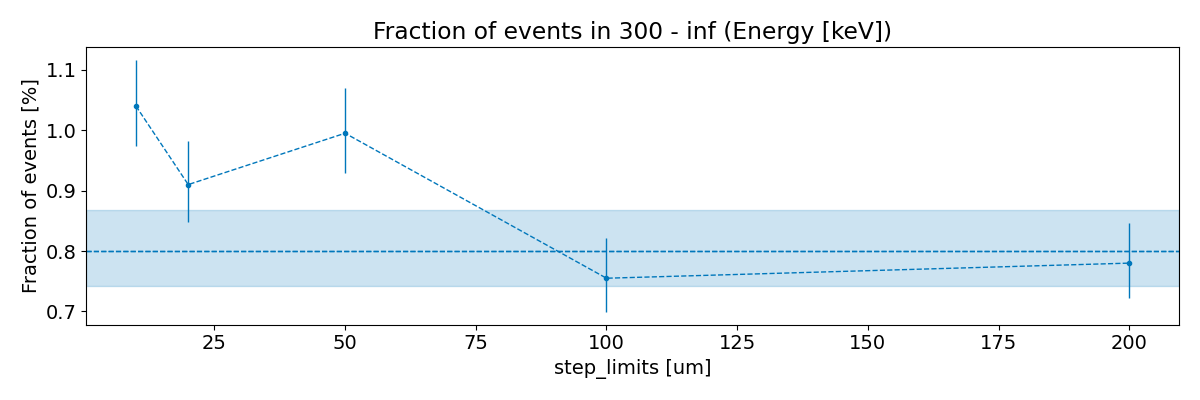 Fraction of events in 300 - inf (Energy [keV])
Fraction of events [%]
1.1
1.0
0.9
0.8
0.7
25 50 75 100 125 150 175 200
step_limits [um]